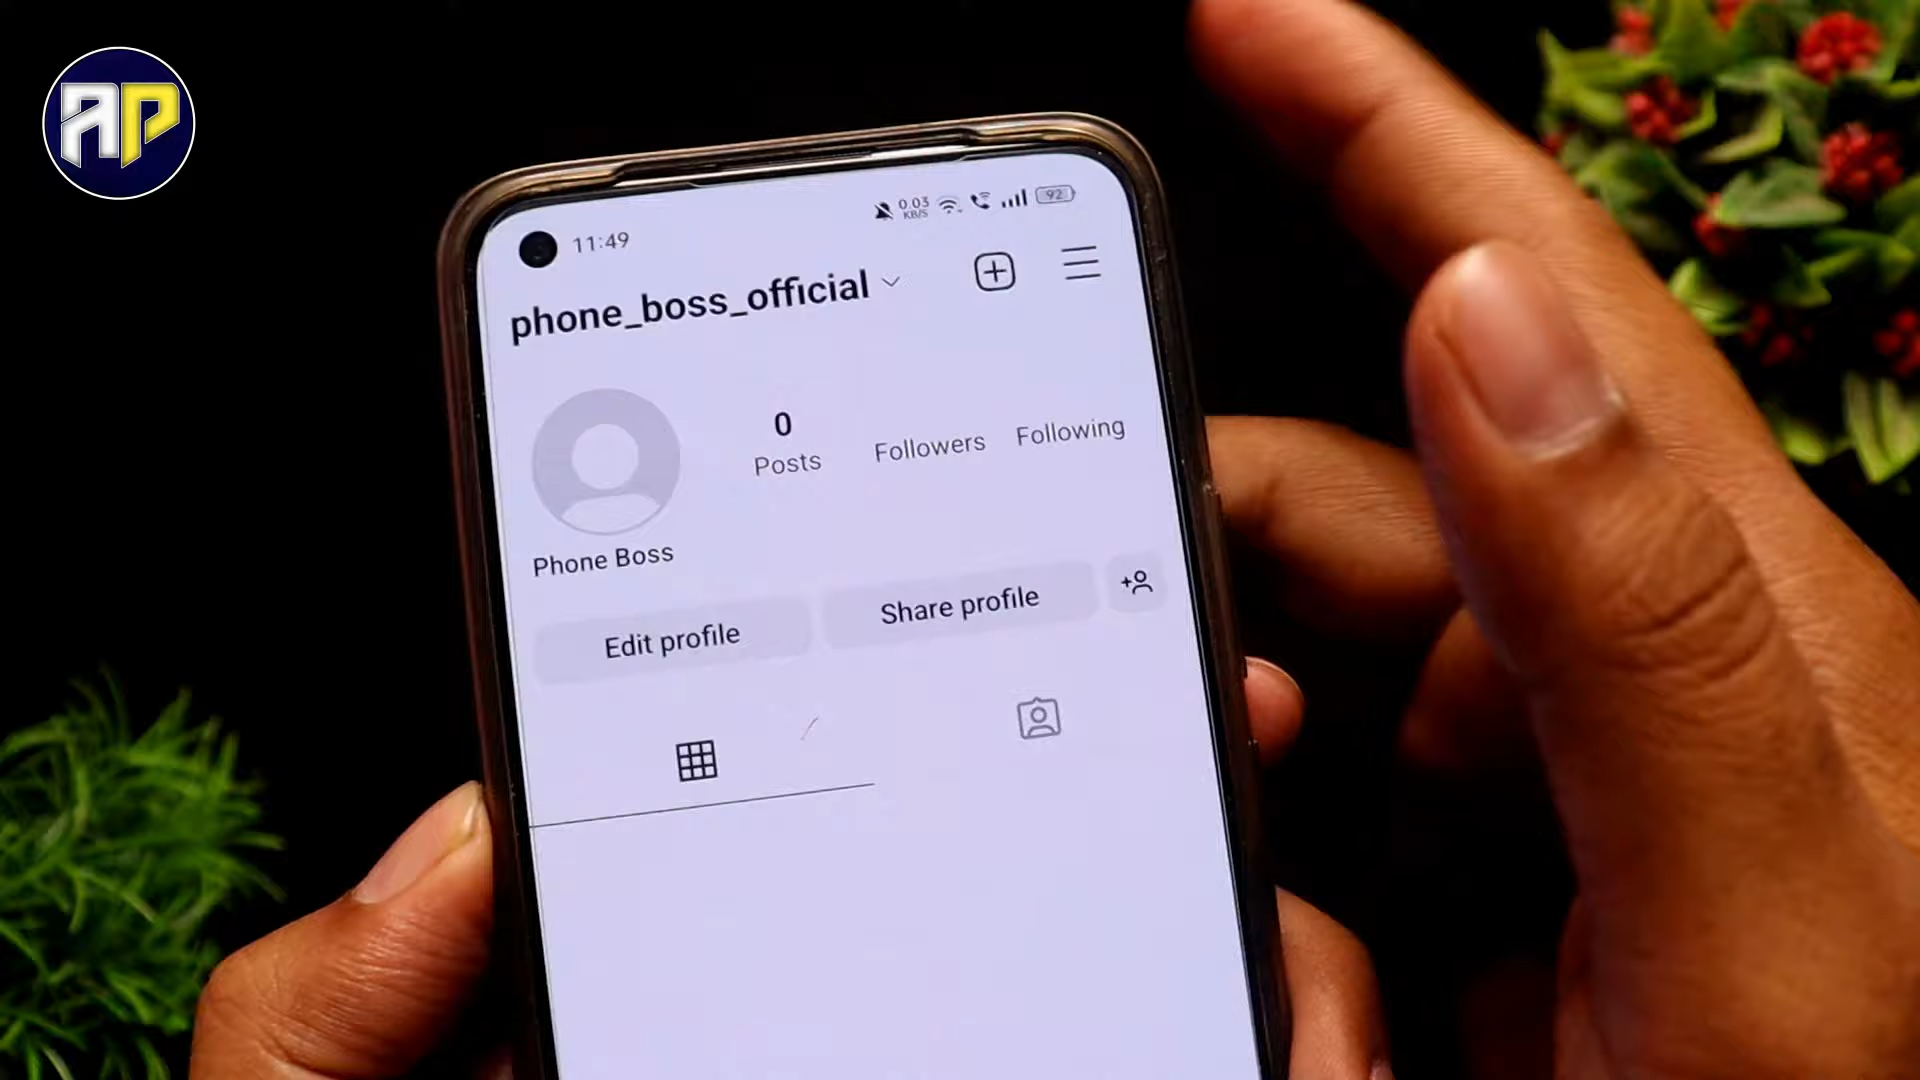 AP
11:49
0.03
KB/S
92
phone_boss_official
0
Posts
Followers
Following
Phone Boss
Edit profile
Share profile